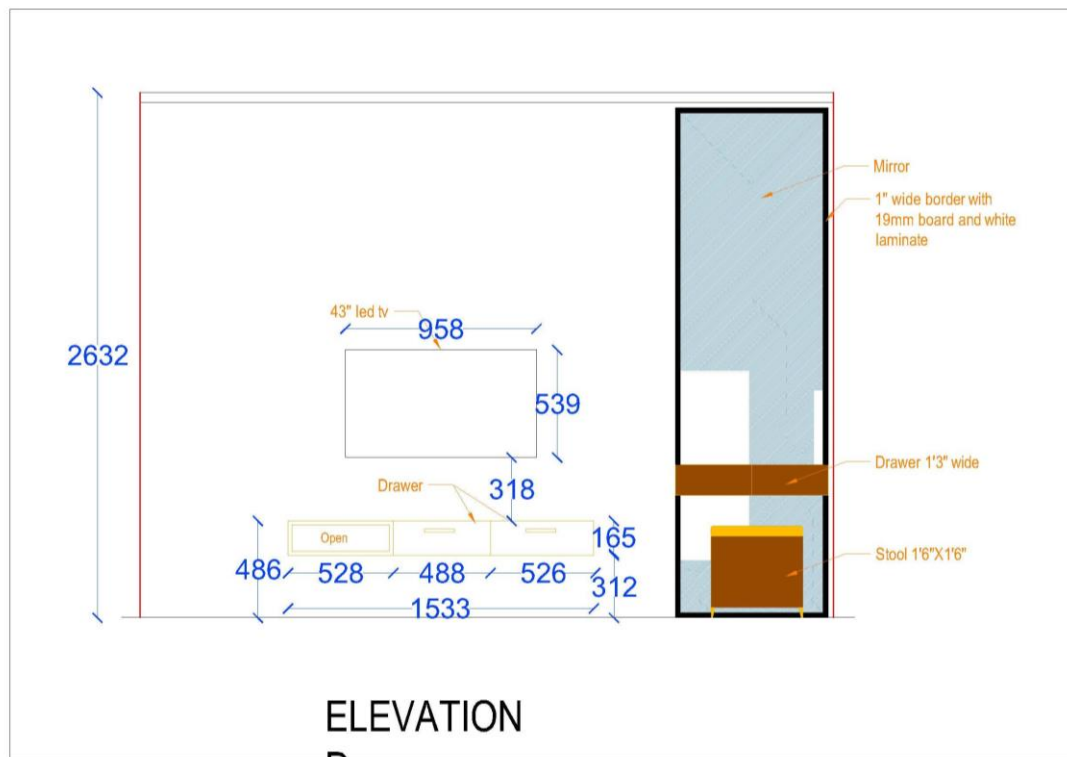 Mirror
1" wide border with
19mm board and white
laminate
43" led tv
958
2632
539
Drawer 1'3" wide
Drawer
318
Open
165
486
528
488
526
312
1533
Stool 1'6"X1'6"
ELEVATION